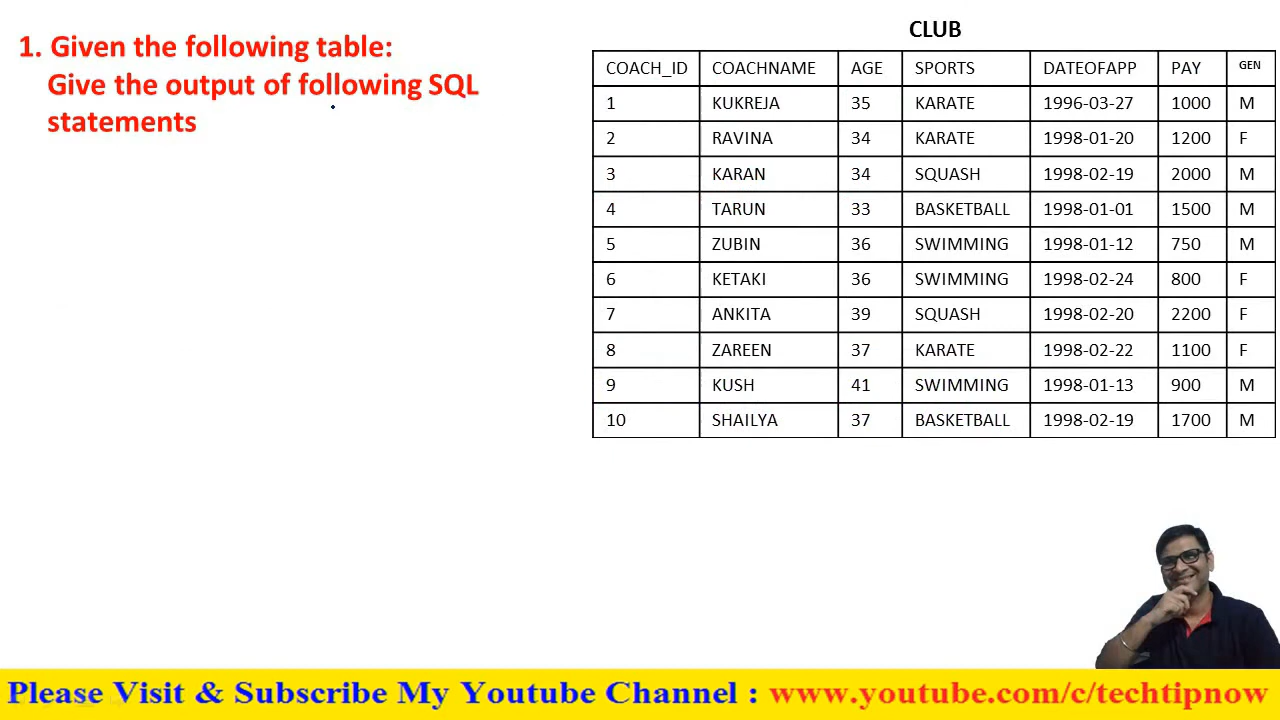 1. Given the following table:
Give the output of following SQL
statements
CLUB
COACH_ID COACHNAME AGE SPORTS DATEOFAPP PAY GEN
1 KUKREJA 35 KARATE 1996-03-27 1000 M
2 RAVINA 34 KARATE 1998-01-20 1200 F
3 KARAN 34 SQUASH 1998-02-19 2000 M
4 TARUN 33 BASKETBALL 1998-01-01 1500 M
5 ZUBIN 36 SWIMMING 1998-01-12 750 M
6 KETAKI 36 SWIMMING 1998-02-24 800 F
7 ANKITA 39 SQUASH 1998-02-20 2200 F
8 ZAREEN 37 KARATE 1998-02-22 1100 F
9 KUSH 41 SWIMMING 1998-01-13 900 M
10 SHAILYA 37 BASKETBALL 1998-02-19 1700 M
Please Visit & Subscribe My Youtube Channel : www.youtube.com/c/techtipnow